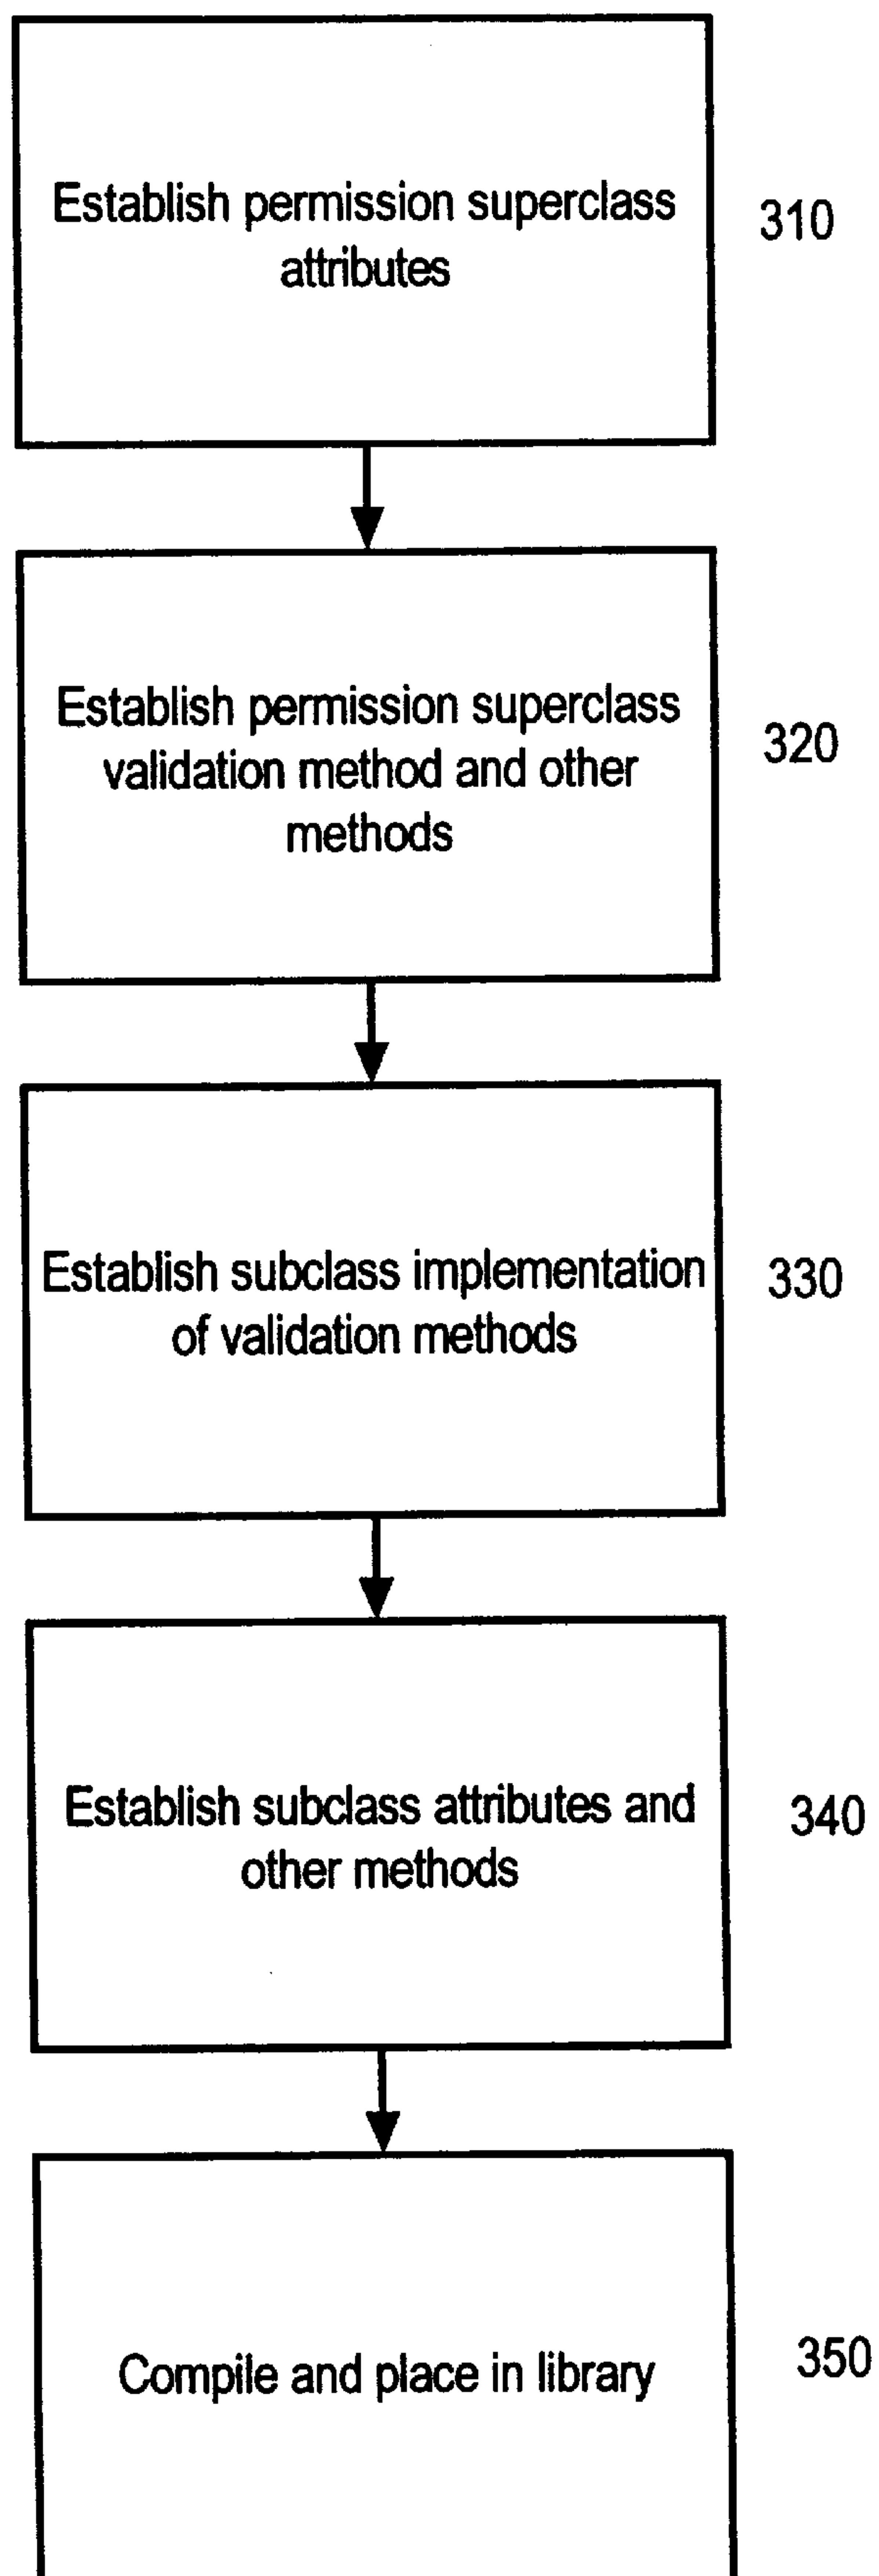 Establish permission superclass
attributes
310
Establish permission superclass
validation method and other
methods
320
Establish subclass implementation
of validation methods
330
Establish subclass attributes and
other methods
340
Compile and place in library
350